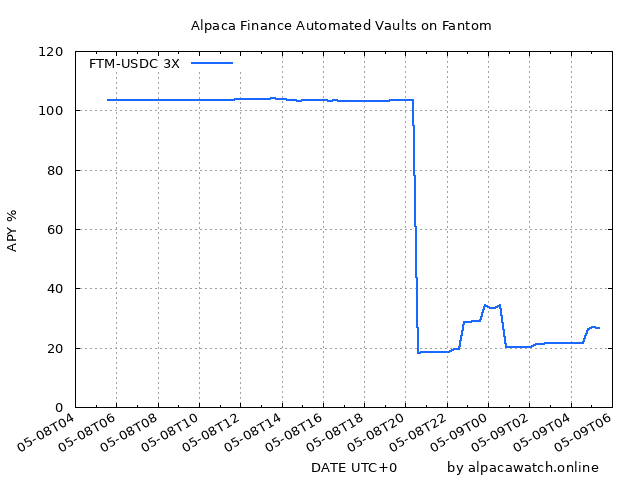 Alpaca Finance Automated Vaults on Fantom
FTM-USDC 3X
APY %
120
100
80
60
40
20
0
05-08T04
05-08T06
05-08T08
05-08T10
05-08T12
05-08T14
05-08T16
05-08T18
05-08T20
05-08T22
05-09T00
05-09T02
05-09T04
05-09T06
DATE UTC+0
by alpacawatch.online